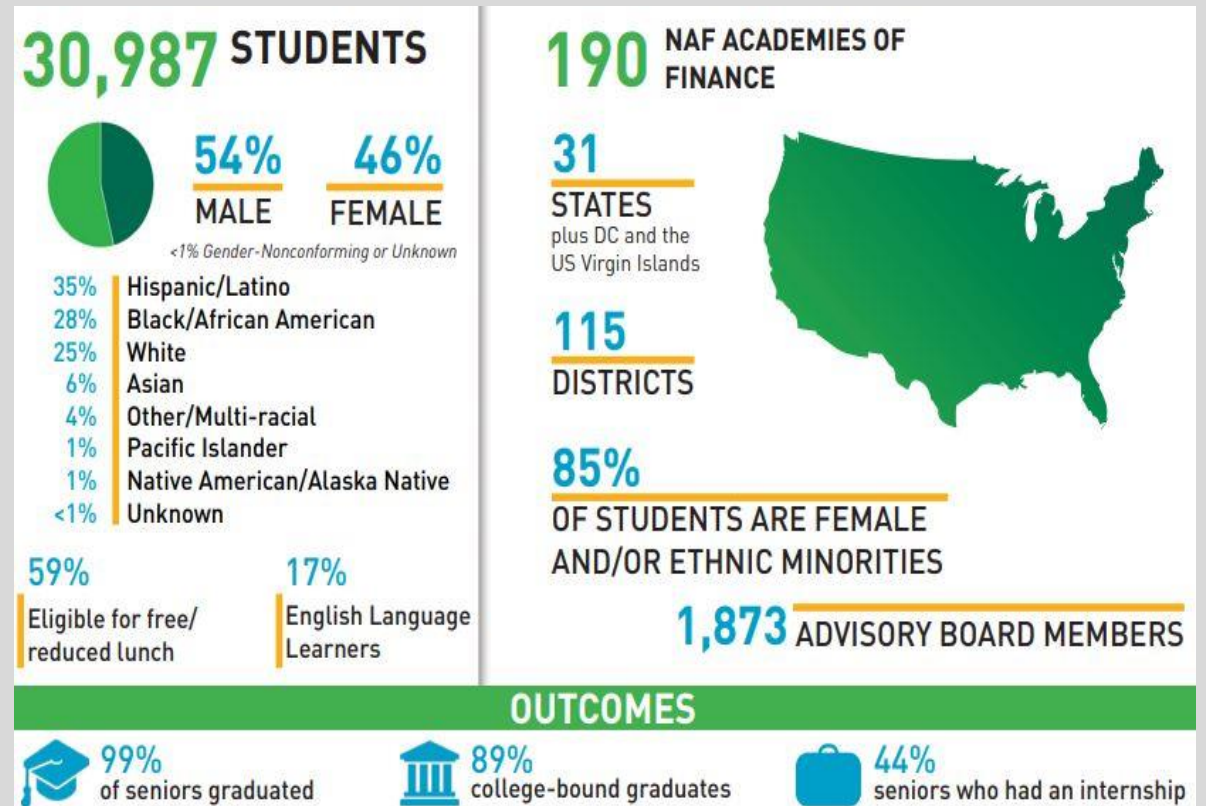 30,987 STUDENTS
54% 46%
MALE FEMALE
<1% Gender-Nonconforming or Unknown
35% Hispanic/Latino
28% Black/African American
25% White
6% Asian
4% Other/Multi-racial
1% Pacific Islander
1% Native American/Alaska Native
<1% Unknown
59%
Eligible for free/
reduced lunch
17%
English Language
Learners
190 NAF ACADEMIES OF
FINANCE
31
STATES
plus DC and the
US Virgin Islands
115
DISTRICTS
85%
OF STUDENTS ARE FEMALE
AND/OR ETHNIC MINORITIES
1,873 ADVISORY BOARD MEMBERS
OUTCOMES
99%
of seniors graduated
89%
college-bound graduates
44%
seniors who had an internship